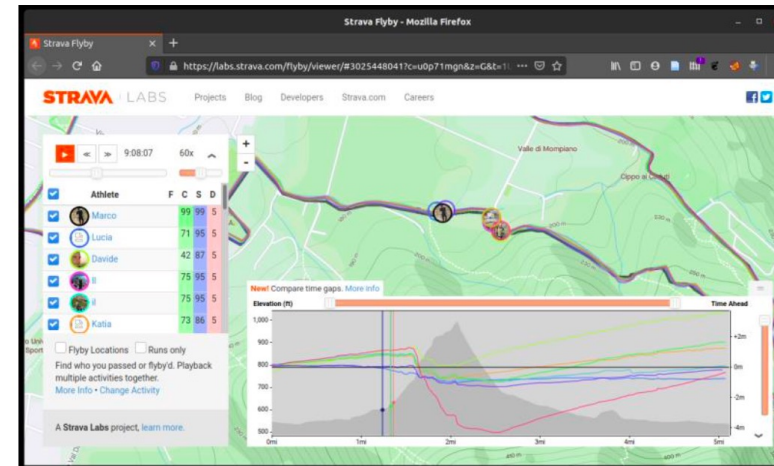 Strava Flyby - Mozilla Firefox
Strava Flyby
https://labs.strava.com/flyby/viewer/#3025448041?c=u0p71mgn&z=G&t=1
STRAVA LABS Projects Blog Developers Strava.com Careers
9:08:07 60x
+
-
Athlete F C S D
Marco 99 99 5
Lucia 71 95 5
Davide 42 87 5
Il 75 95 5
il 75 95 5
Katia 73 86 5
Flyby Locations Runs only
Find who you passed or flyby'd. Playback
multiple activities together.
More Info • Change Activity
A Strava Labs project, learn more.
Valle di Mompiano
200 m
New! Compare time gaps. More info
Elevation (ft) Time Ahead
1,000
900
800
700
600
500
+2m
0m
-2m
-4m
0mi 1mi 2mi 3mi 4mi 5mi